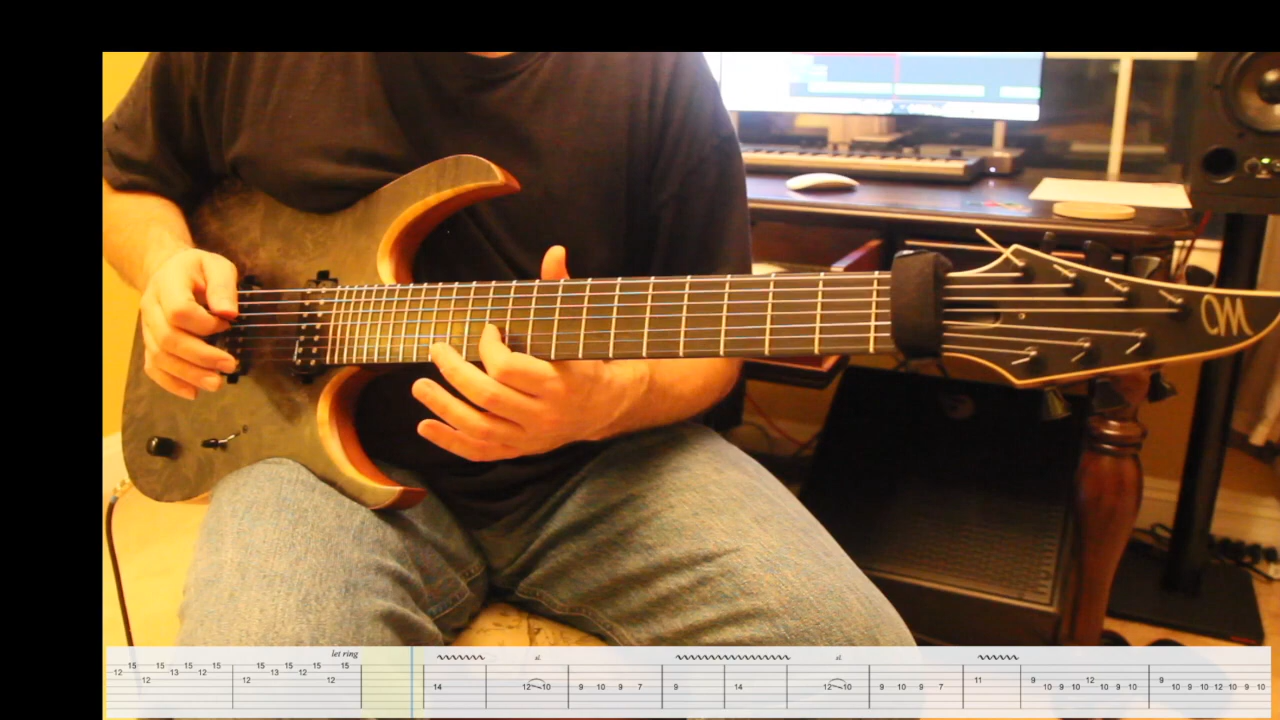 let ring
15 15 15 15 15 15 15 15 15
12 13 12 12 13 12
12 12 12
sl sl
14 12 10 9 10 9 7 9 14 12 10 9 10 9 7
11 9 12 9
10 9 10 10 9 10 10 9 10 12 10 9 10
M